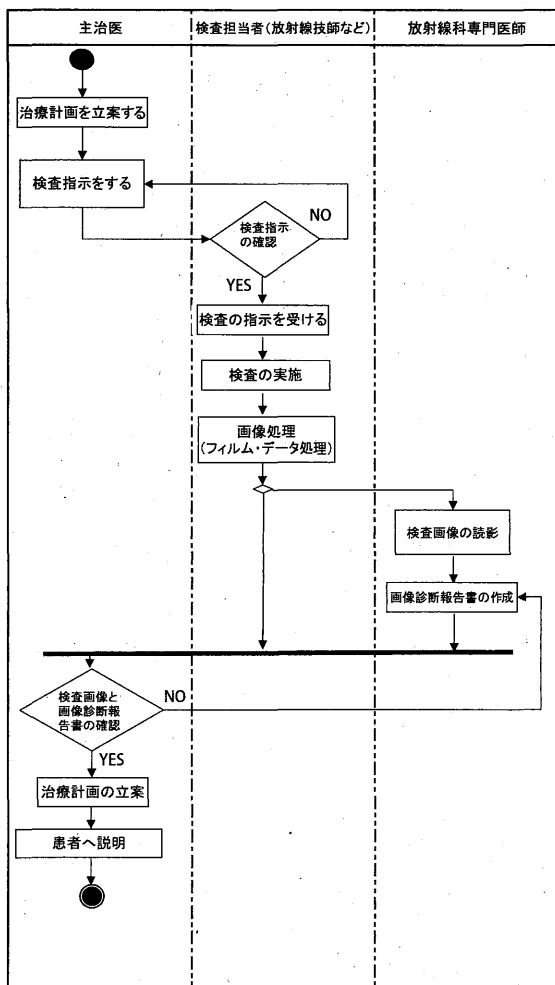 主治医
検査担当者(放射線技師など)
放射線科専門医師
治療計画を立案する
検査指示をする
検査指示
の確認
NO
YES
検査の指示を受ける
検査の実施
画像処理
(フィルム・データ処理)
検査画像の読影
画像診断報告書の作成
検査画像と
画像診断報
告書の確認
NO
YES
治療計画の立案
患者へ説明